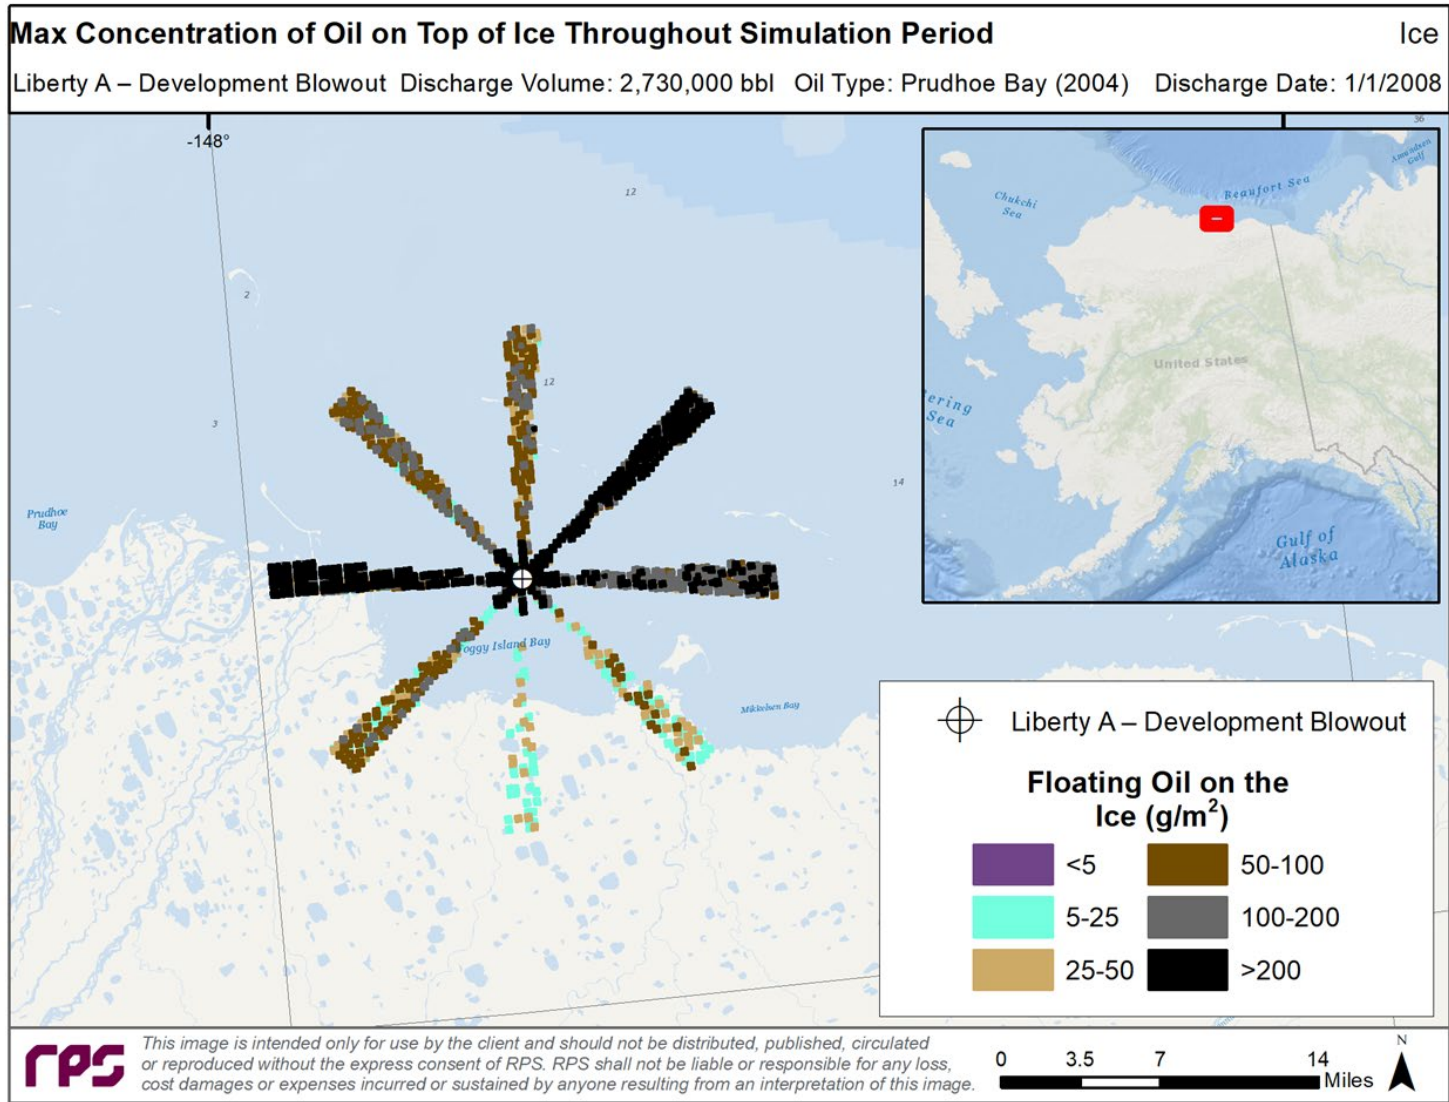 Max Concentration of Oil on Top of Ice Throughout Simulation Period
Ice
Liberty A – Development Blowout Discharge Volume: 2,730,000 bbl Oil Type: Prudhoe Bay (2004) Discharge Date: 1/1/2008
-148°
36
Amundsen
Gulf
Beaufort Sea
Chukchi
Sea
12
2
United States
12
ering
Sea
3
14
Prudhoe
Bay
Gulf of
Alaska
oggy Island Bay
Mikkelsen Bay
Liberty A – Development Blowout
Floating Oil on the
Ice (g/m²)
<5
50-100
5-25
100-200
25-50
>200
rps
This image is intended only for use by the client and should not be distributed, published, circulated
or reproduced without the express consent of RPS. RPS shall not be liable or responsible for any loss,
cost damages or expenses incurred or sustained by anyone resulting from an interpretation of this image.
0 3.5 7 14
Miles
N